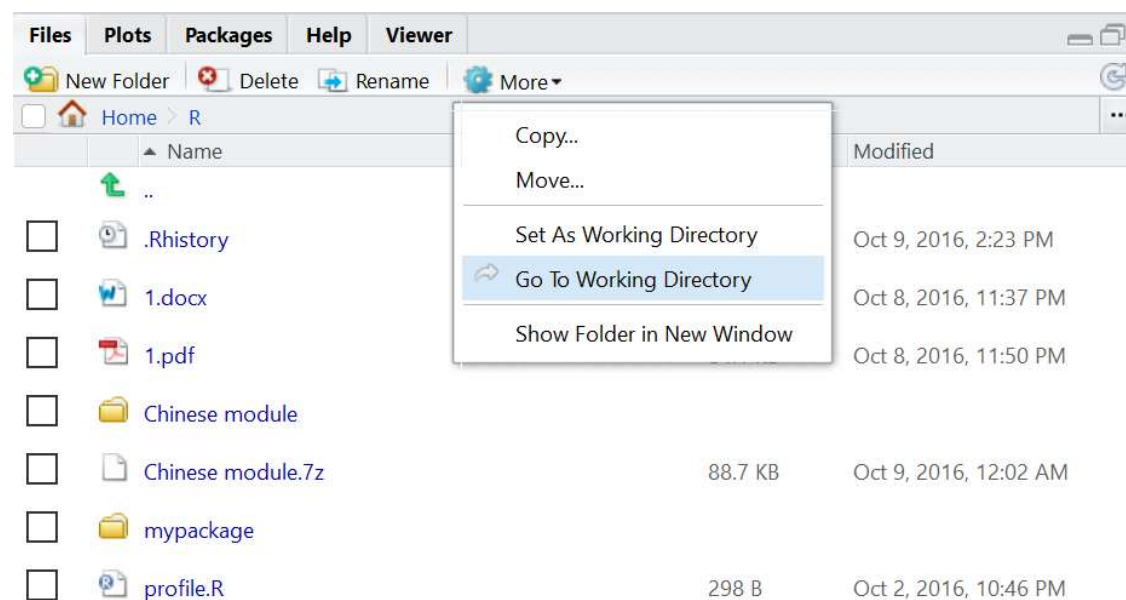 Files Plots Packages Help Viewer
New Folder Delete Rename More
Home R
Name Modified
Copy...
Move...
Set As Working Directory
Go To Working Directory
Show Folder in New Window
..
.Rhistory Oct 9, 2016, 2:23 PM
1.docx Oct 8, 2016, 11:37 PM
1.pdf Oct 8, 2016, 11:50 PM
Chinese module
Chinese module.7z 88.7 KB Oct 9, 2016, 12:02 AM
mypackage
profile.R 298 B Oct 2, 2016, 10:46 PM